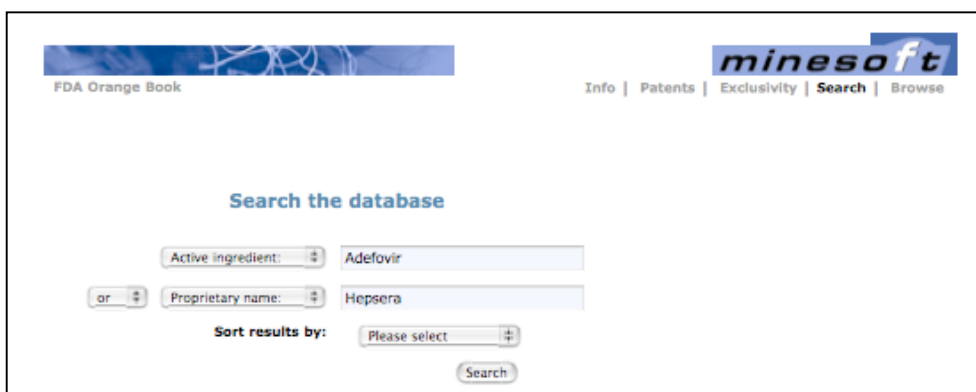 minesoft
FDA Orange Book Info | Patents | Exclusivity | Search | Browse
Search the database
Active ingredient: Adefovir
or Proprietary name: Hepsera
Sort results by: Please select
Search